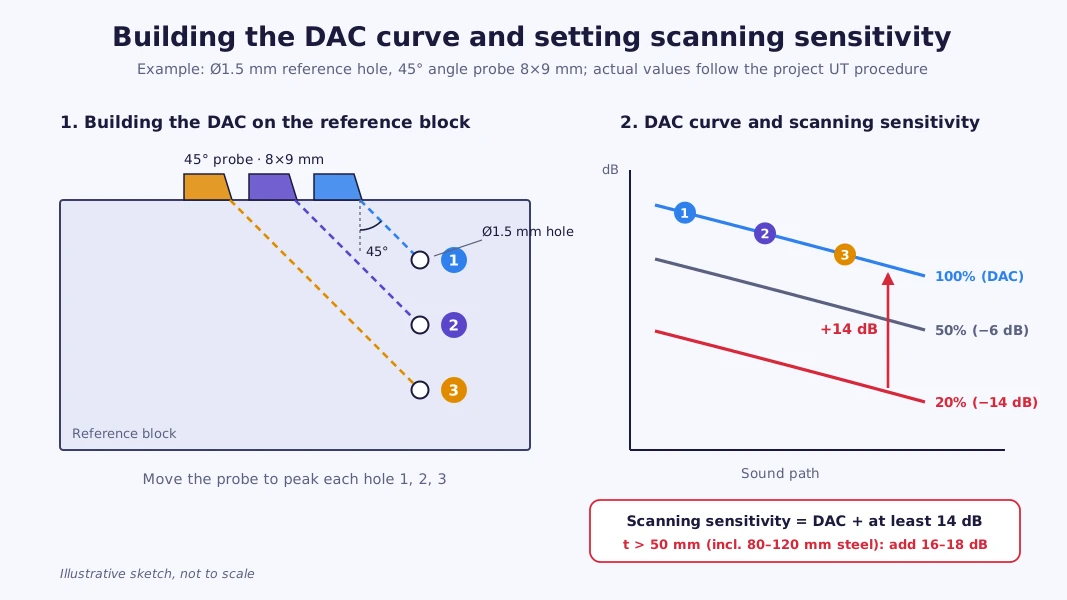 Building the DAC curve and setting scanning sensitivity
Example: Ø1.5 mm reference hole, 45° angle probe 8×9 mm; actual values follow the project UT procedure
1. Building the DAC on the reference block
45° probe · 8×9 mm
Ø1.5 mm hole
45°
1
2
3
Reference block
Move the probe to peak each hole 1, 2, 3
Illustrative sketch, not to scale
2. DAC curve and scanning sensitivity
dB
1
2
3
100% (DAC)
+14 dB
50% (−6 dB)
20% (−14 dB)
Sound path
Scanning sensitivity = DAC + at least 14 dB
t > 50 mm (incl. 80–120 mm steel): add 16–18 dB